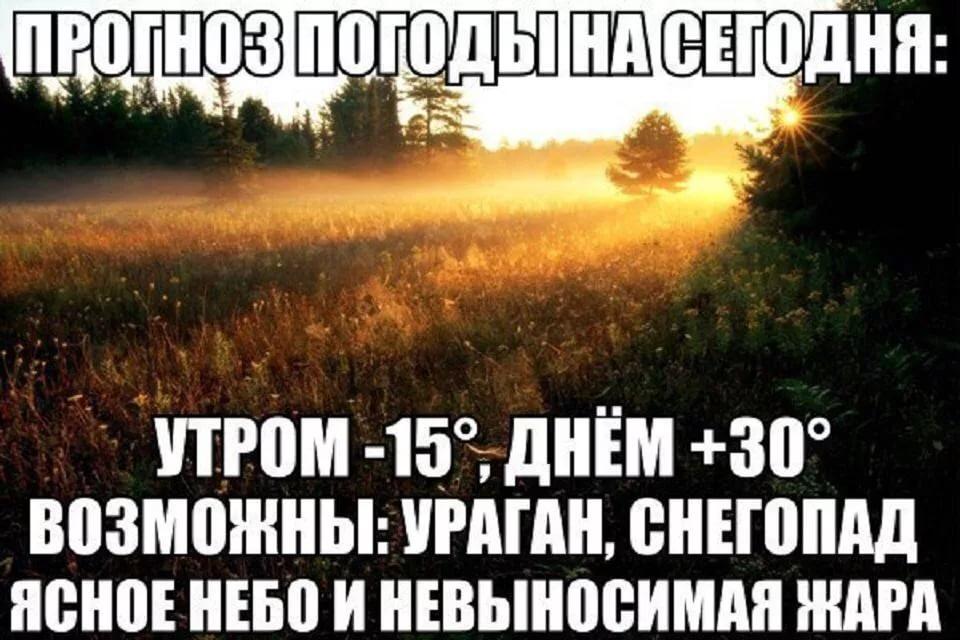 ПРОГНОЗ ПОГОДЫ НА СЕГОДНЯ:
УТРОМ -15°, ДНЁМ +30°
ВОЗМОЖНЫ: УРАГАН, СНЕГОПАД
ЯСНОЕ НЕБО И НЕВЫНОСИМАЯ ЖАРА